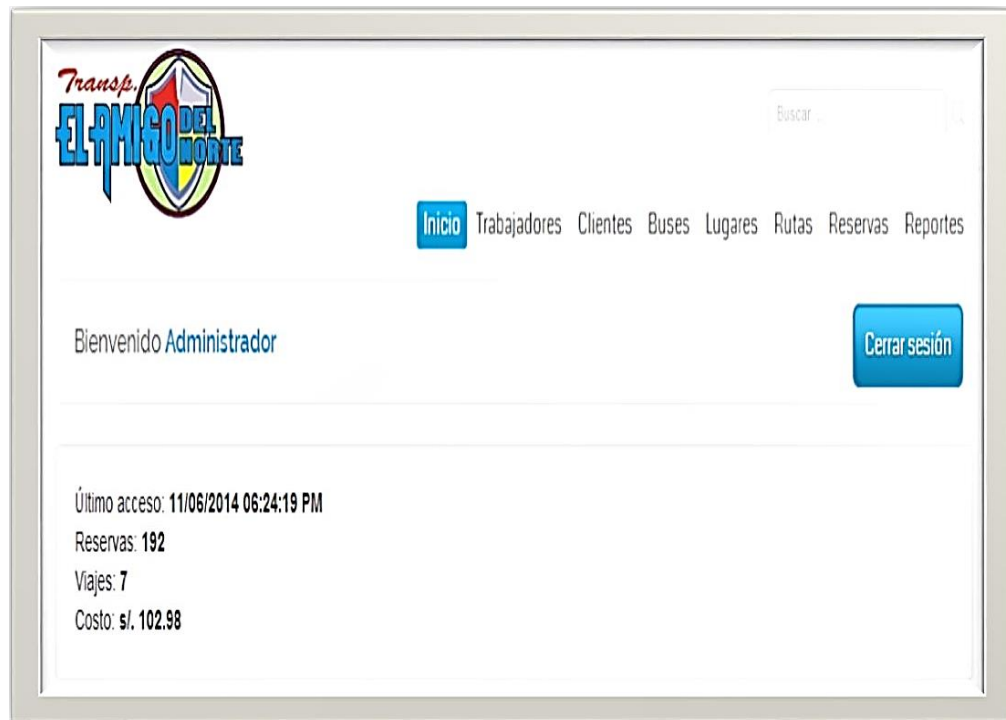 Transp.
EL AMIGO DEL NORTE
Buscar ...
Inicio Trabajadores Clientes Buses Lugares Rutas Reservas Reportes
Bienvenido Administrador
Cerrar sesión
Último acceso: 11/06/2014 06:24:19 PM
Reservas: 192
Viajes: 7
Costo: s/. 102.98